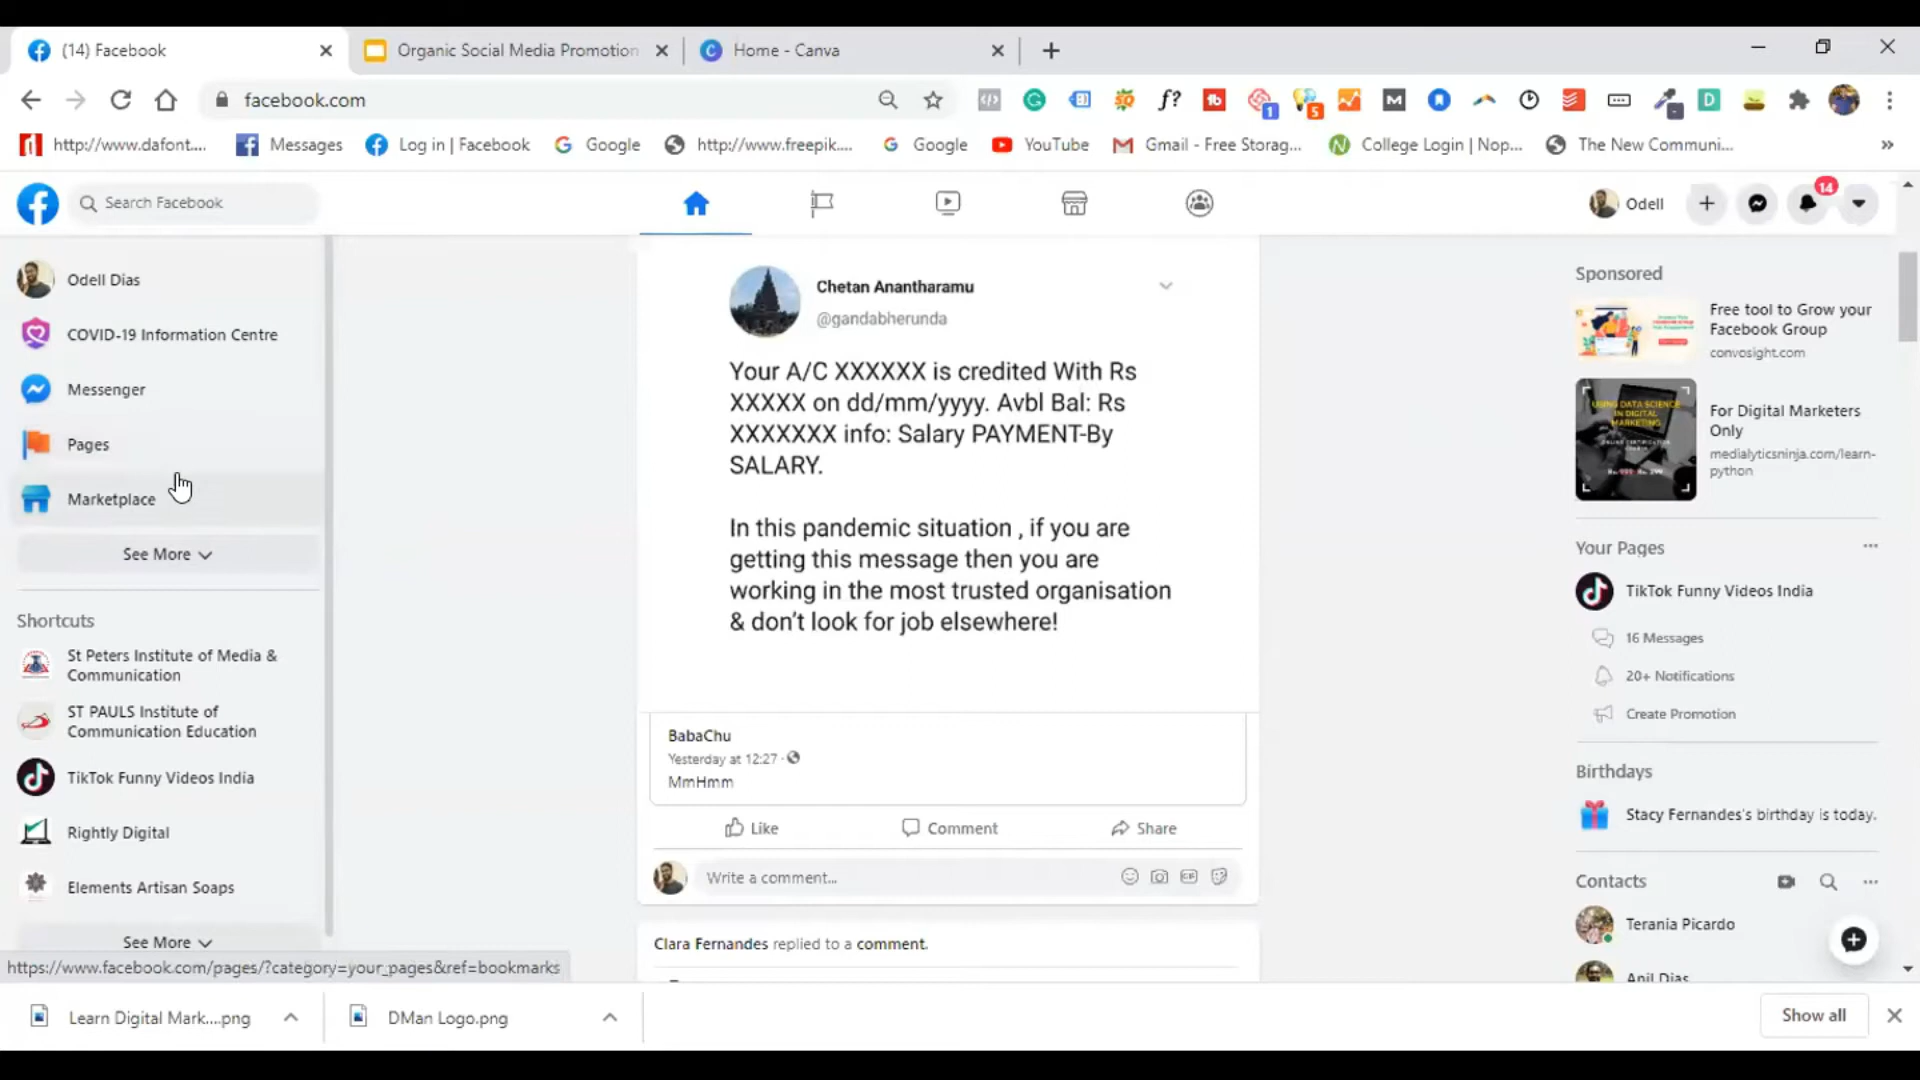 (14) Facebook
Organic Social Media Promotion
Home - Canva
facebook.com
http://www.dafont....
Messages
Log in | Facebook
Google
http://www.freepik....
Google
YouTube
Gmail - Free Storag...
College Login | Nop...
The New Communi...
Search Facebook
Odell
14
Odell Dias
COVID-19 Information Centre
Messenger
Pages
Marketplace
See More
Shortcuts
St Peters Institute of Media &
Communication
ST PAULS Institute of
Communication Education
TikTok Funny Videos India
Rightly Digital
Elements Artisan Soaps
See More
https://www.facebook.com/pages/?category=your_pages&ref=bookmarks
Chetan Anantharamu
@gandabherunda
Your A/C XXXXXX is credited With Rs
XXXXX on dd/mm/yyyy. Avbl Bal: Rs
XXXXXXX info: Salary PAYMENT-By
SALARY.
In this pandemic situation , if you are
getting this message then you are
working in the most trusted organisation
& don't look for job elsewhere!
BabaChu
Yesterday at 12:27 ·
MmHmm
Like
Comment
Share
Write a comment...
GIF
Clara Fernandes replied to a comment.
Sponsored
Free tool to Grow your
Facebook Group
convosight.com
USING DATA SCIENCE
IN DIGITAL
MARKETING
For Digital Marketers
Only
medialyticsninja.com/learn-
python
Your Pages
TikTok Funny Videos India
16 Messages
20+ Notifications
Create Promotion
Birthdays
Stacy Fernandes's birthday is today.
Contacts
Terania Picardo
Anil Dias
Learn Digital Mark....png
DMan Logo.png
Show all